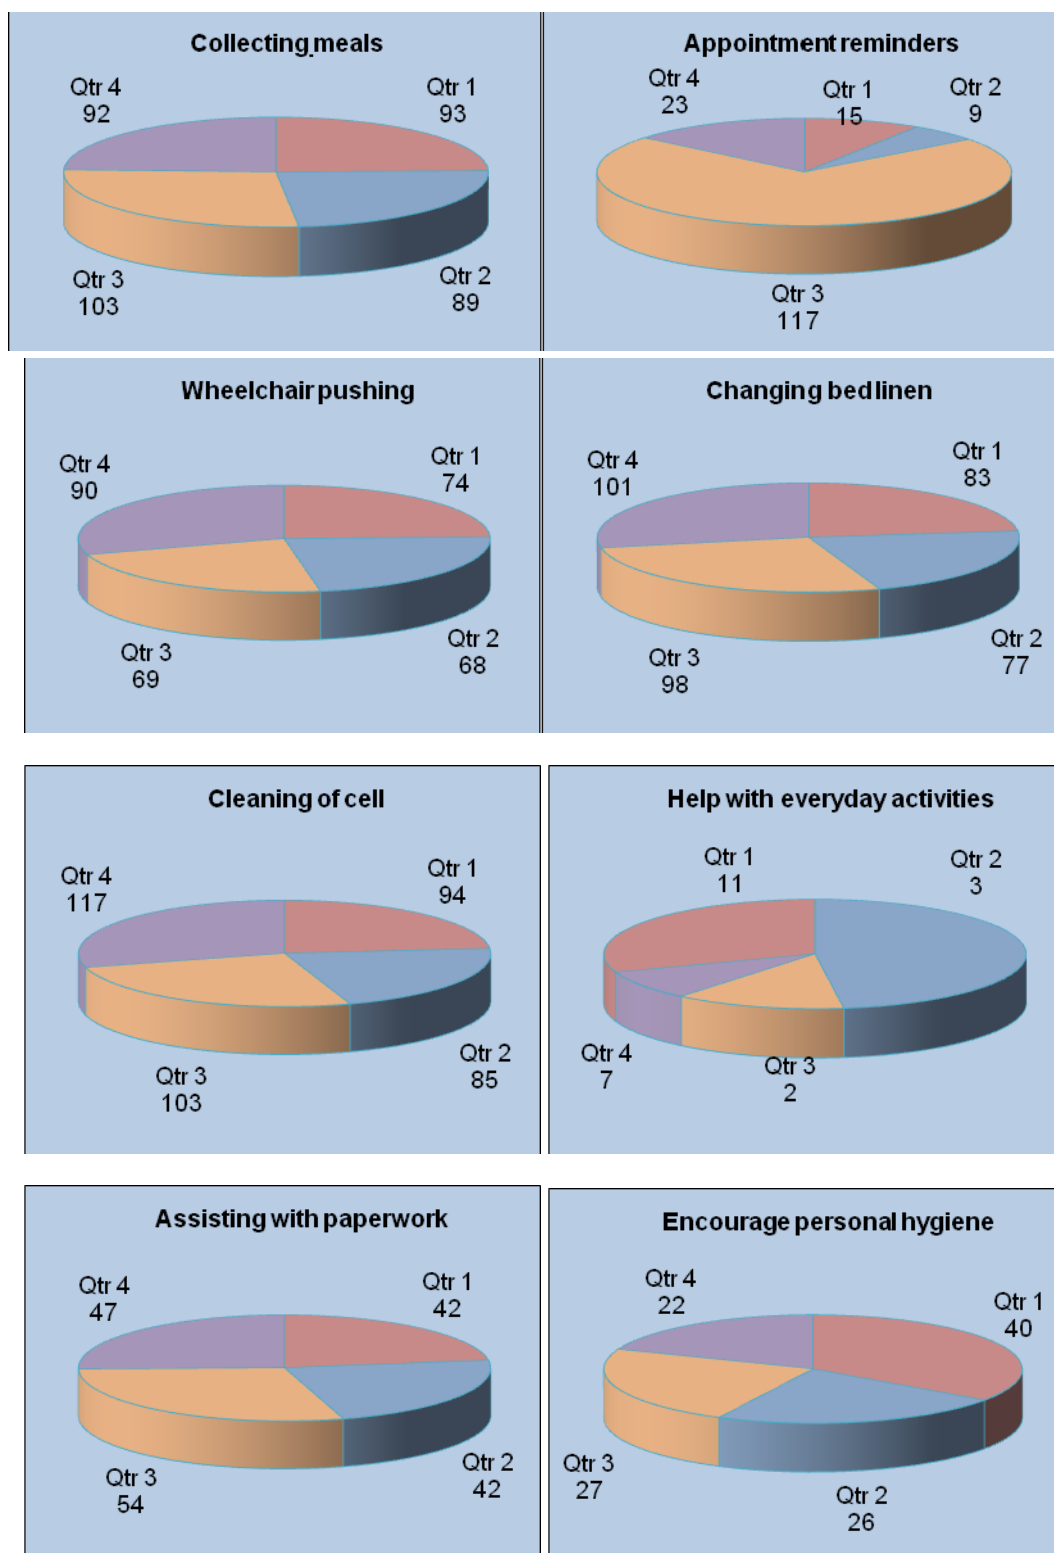 Collecting meals
Qtr 4
92
Qtr 1
93
Qtr 3
103
Qtr 2
89
Appointment reminders
Qtr 4
23
Qtr 1
15
Qtr 2
9
Qtr 3
117
Wheelchair pushing
Qtr 4
90
Qtr 1
74
Qtr 3
69
Qtr 2
68
Changing bed linen
Qtr 4
101
Qtr 1
83
Qtr 3
98
Qtr 2
77
Cleaning of cell
Qtr 4
117
Qtr 1
94
Qtr 3
103
Qtr 2
85
Help with everyday activities
Qtr 1
11
Qtr 2
3
Qtr 4
7
Qtr 3
2
Assisting with paperwork
Qtr 4
47
Qtr 1
42
Qtr 3
54
Qtr 2
42
Encourage personal hygiene
Qtr 4
22
Qtr 1
40
Qtr 3
27
Qtr 2
26